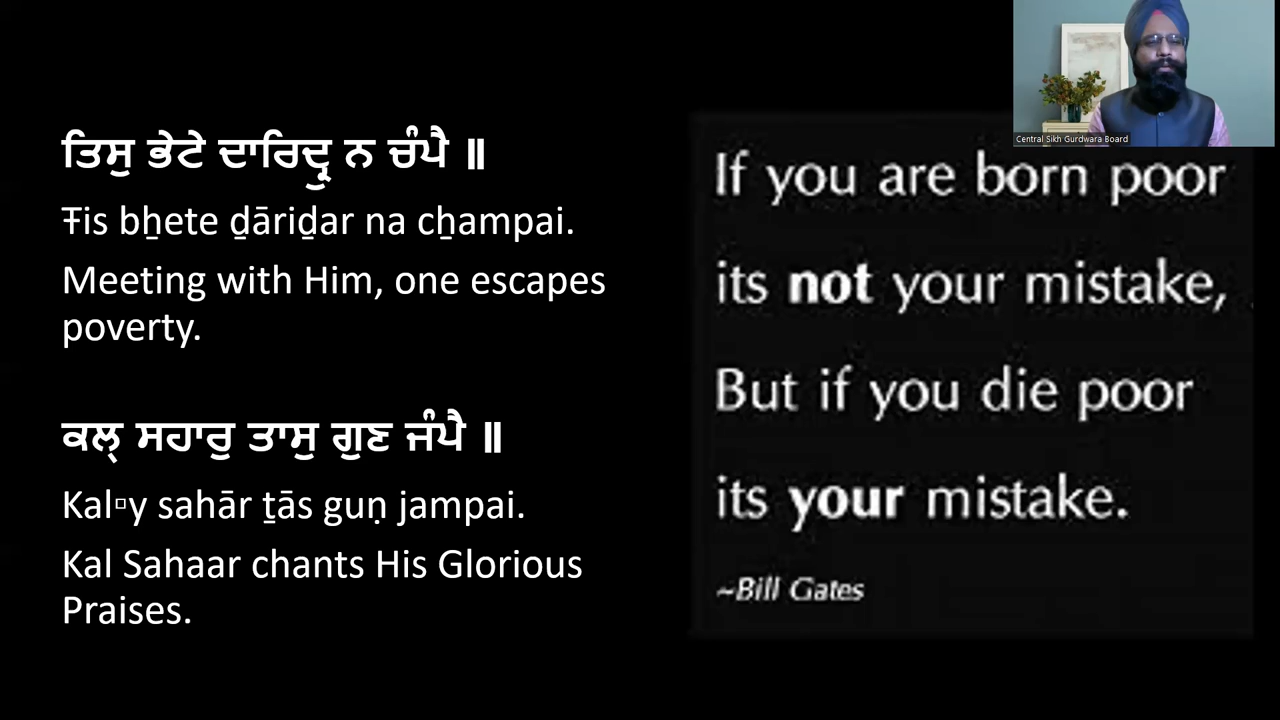 ਤਿਸੁ ਭੇਟੇ ਦਾਰਿਦ੍ਰੁ ਨ ਚੰਪੈ ॥
Ŧis bẖete ḏāriḏar na cẖampai.
Meeting with Him, one escapes
poverty.
ਕਲ੍ ਸਹਾਰੁ ਤਾਸੁ ਗੁਣ ਜੰਪੈ ॥
Kal▫y sahār ṯās guṇ jampai.
Kal Sahaar chants His Glorious
Praises.
Central Sikh Gurdwara Board
If you are born poor
its not your mistake,
But if you die poor
its your mistake.
~Bill Gates